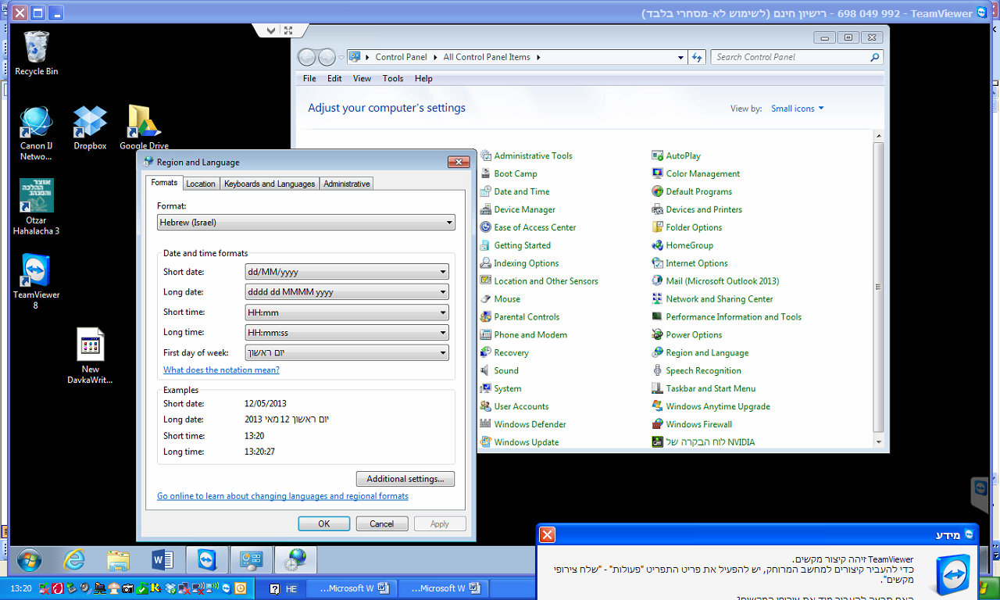 698 049 992 - TeamViewer - רישיון חינם (לשימוש לא-מסחרי בלבד)
Recycle Bin
Canon IJ
Netwo...
Dropbox
Google Drive
Otzar
Hahalacha 3
אוצר
ההלכה
והמנהג
TeamViewer
8
New
DavkaWrit...
Control Panel
All Control Panel Items
Search Control Panel
File Edit View Tools Help
Adjust your computer's settings
View by: Small icons
Administrative Tools
AutoPlay
Boot Camp
Color Management
Date and Time
Default Programs
Device Manager
Devices and Printers
Ease of Access Center
Folder Options
Getting Started
HomeGroup
Indexing Options
Internet Options
Location and Other Sensors
Mail (Microsoft Outlook 2013)
Mouse
Network and Sharing Center
Parental Controls
Performance Information and Tools
Phone and Modem
Power Options
Recovery
Region and Language
Sound
Speech Recognition
System
Taskbar and Start Menu
User Accounts
Windows Anytime Upgrade
Windows Defender
Windows Firewall
Windows Update
לוח הבקרה של NVIDIA
Region and Language
Formats Location Keyboards and Languages Administrative
Format:
Hebrew (Israel)
Date and time formats
Short date: dd/MM/yyyy
Long date: dddd dd MMMM yyyy
Short time: HH:mm
Long time: HH:mm:ss
First day of week: יום ראשון
What does the notation mean?
Examples
Short date: 12/05/2013
Long date: יום ראשון 12 מאי 2013
Short time: 13:20
Long time: 13:20:27
Additional settings...
Go online to learn about changing languages and regional formats
OK Cancel Apply
מידע
TeamViewer זיהה קיצור מקשים.
כדי להעביר קיצורים למחשב המרוחק, יש להפעיל את פריט התפריט "פעולות" - "שלח צירופי
מקשים".
13:20
HE
...Microsoft W
...Microsoft W